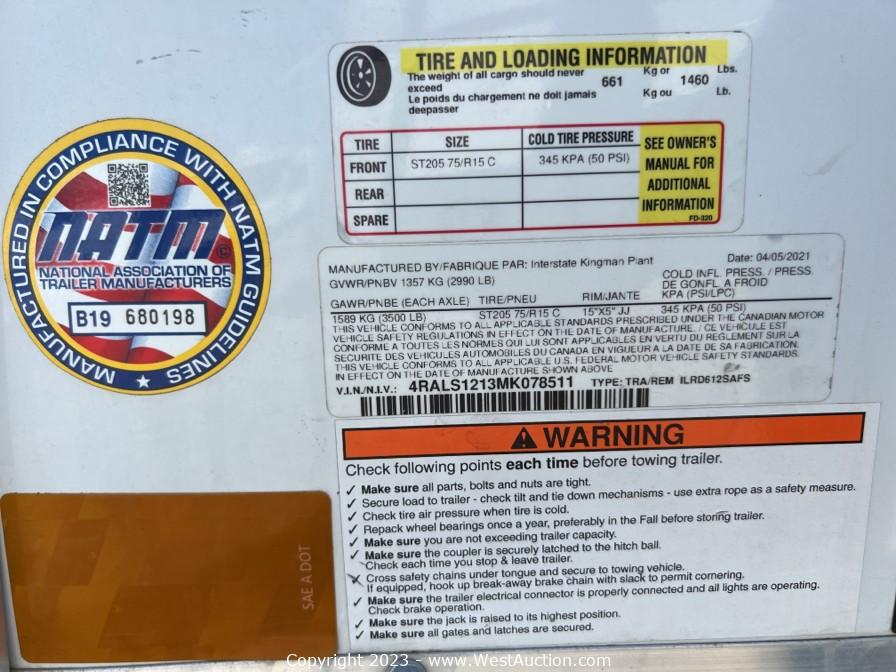 TIRE AND LOADING INFORMATION
The weight of all cargo should never exceed 661 Kg or 1460 Lbs.
Le poids du chargement ne doit jamais deepasser Kg ou Lb.
TIRE SIZE COLD TIRE PRESSURE
FRONT ST205 75/R15 C 345 KPA (50 PSI)
REAR
SPARE
SEE OWNER'S
MANUAL FOR
ADDITIONAL
INFORMATION
FD-320
MANUFACTURED IN COMPLIANCE WITH NATM GUIDELINES
NATM
NATIONAL ASSOCIATION OF
TRAILER MANUFACTURERS
B19 680198
MANUFACTURED BY/FABRIQUE PAR: Interstate Kingman Plant Date: 04/05/2021
GVWR/PNBV 1357 KG (2990 LB)
GAWR/PNBE (EACH AXLE) TIRE/PNEU RIM/JANTE COLD INFL. PRESS. / PRESS. DE GONFL A FROID KPA (PSI/LPC)
1589 KG (3500 LB) ST205 75/R15 C 15"X5" JJ 345 KPA (50 PSI)
THIS VEHICLE CONFORMS TO ALL APPLICABLE STANDARDS PRESCRIBED UNDER THE CANADIAN MOTOR
VEHICLE SAFETY REGULATIONS IN EFFECT ON THE DATE OF MANUFACTURE. / CE VEHICULE EST
CONFORME A TOUTES LES NORMES QUI LUI SONT APPLICABLES EN VERTU DU REGLEMENT SUR LA
SECURITE DES VEHICULES AUTOMOBILES DU CANADA EN VIGUEUR A LA DATE DE SA FABRICATION.
THIS VEHICLE CONFORMS TO ALL APPLICABLE U.S. FEDERAL MOTOR VEHICLE SAFETY STANDARDS.
IN EFFECT ON THE DATE OF MANUFACTURE SHOWN ABOVE
V.I.N./N.I.V.: 4RALS1213MK078511 TYPE: TRA/REM ILRD612SAFS
WARNING
Check following points each time before towing trailer.
✓ Make sure all parts, bolts and nuts are tight.
✓ Secure load to trailer - check tilt and tie down mechanisms - use extra rope as a safety measure.
✓ Check tire air pressure when tire is cold.
✓ Repack wheel bearings once a year, preferably in the Fall before storing trailer.
✓ Make sure you are not exceeding trailer capacity.
✓ Make sure the coupler is securely latched to the hitch ball.
Check each time you stop & leave trailer.
✓ Cross safety chains under tongue and secure to towing vehicle.
If equipped, hook up break-away brake chain with slack to permit cornering.
✓ Make sure the trailer electrical connector is properly connected and all lights are operating.
Check brake operation.
✓ Make sure the jack is raised to its highest position.
✓ Make sure all gates and latches are secured.
SAE A DOT
Copyright 2023 - www.WestAuction.com